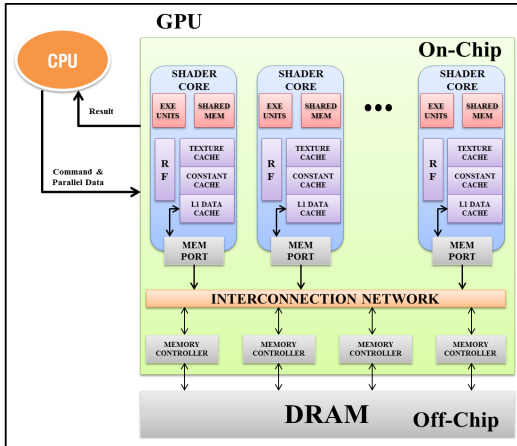 GPU
On-Chip
CPU
Result
Command &
Parallel Data
SHADER
CORE
EXE
UNITS
SHARED
MEM
R
F
TEXTURE
CACHE
CONSTANT
CACHE
L1 DATA
CACHE
MEM
PORT
SHADER
CORE
EXE
UNITS
SHARED
MEM
R
F
TEXTURE
CACHE
CONSTANT
CACHE
L1 DATA
CACHE
MEM
PORT
•••
SHADER
CORE
EXE
UNITS
SHARED
MEM
R
F
TEXTURE
CACHE
CONSTANT
CACHE
L1 DATA
CACHE
MEM
PORT
INTERCONNECTION NETWORK
MEMORY
CONTROLLER
MEMORY
CONTROLLER
MEMORY
CONTROLLER
MEMORY
CONTROLLER
DRAM
Off-Chip